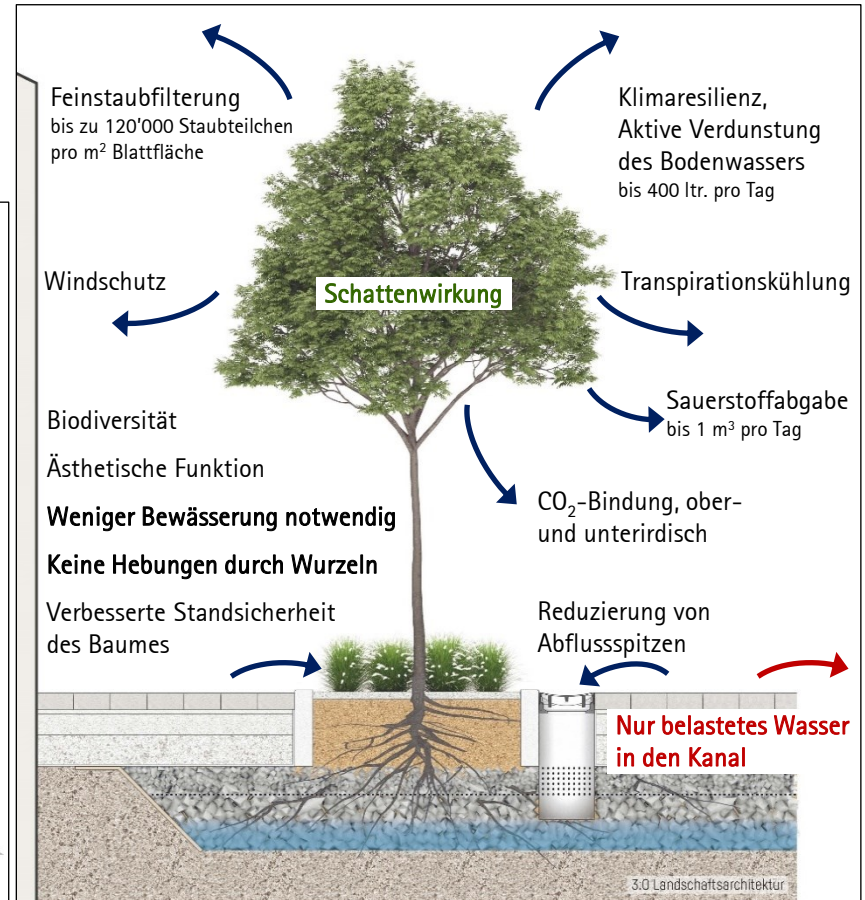 Feinstaubfilterung
bis zu 120'000 Staubteilchen
pro m² Blattfläche
Klimaresilienz,
Aktive Verdunstung
des Bodenwassers
bis 400 ltr. pro Tag
Windschutz
Schattenwirkung
Transpirationskühlung
Sauerstoffabgabe
bis 1 m³ pro Tag
Biodiversität
Ästhetische Funktion
Weniger Bewässerung notwendig
Keine Hebungen durch Wurzeln
Verbesserte Standsicherheit
des Baumes
CO₂-Bindung, ober-
und unterirdisch
Reduzierung von
Abflussspitzen
Nur belastetes Wasser
in den Kanal
3.0 Landschaftsarchitektur